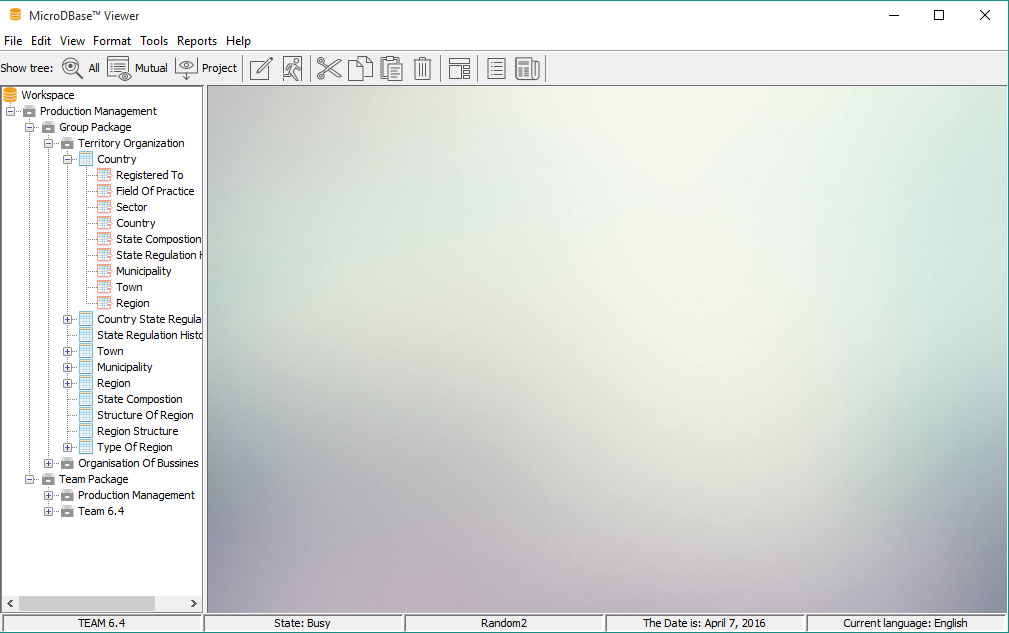 MicroDBase™ Viewer
File Edit View Format Tools Reports Help
Show tree: All Mutual Project
Workspace
Production Management
Group Package
Territory Organization
Country
Registered To
Field Of Practice
Sector
Country
State Compostion
State Regulation H
Municipality
Town
Region
Country State Regula
State Regulation Histo
Town
Municipality
Region
State Compostion
Structure Of Region
Region Structure
Type Of Region
Organisation Of Bussines
Team Package
Production Management
Team 6.4
TEAM 6.4 State: Busy Random2 The Date is: April 7, 2016 Current language: English